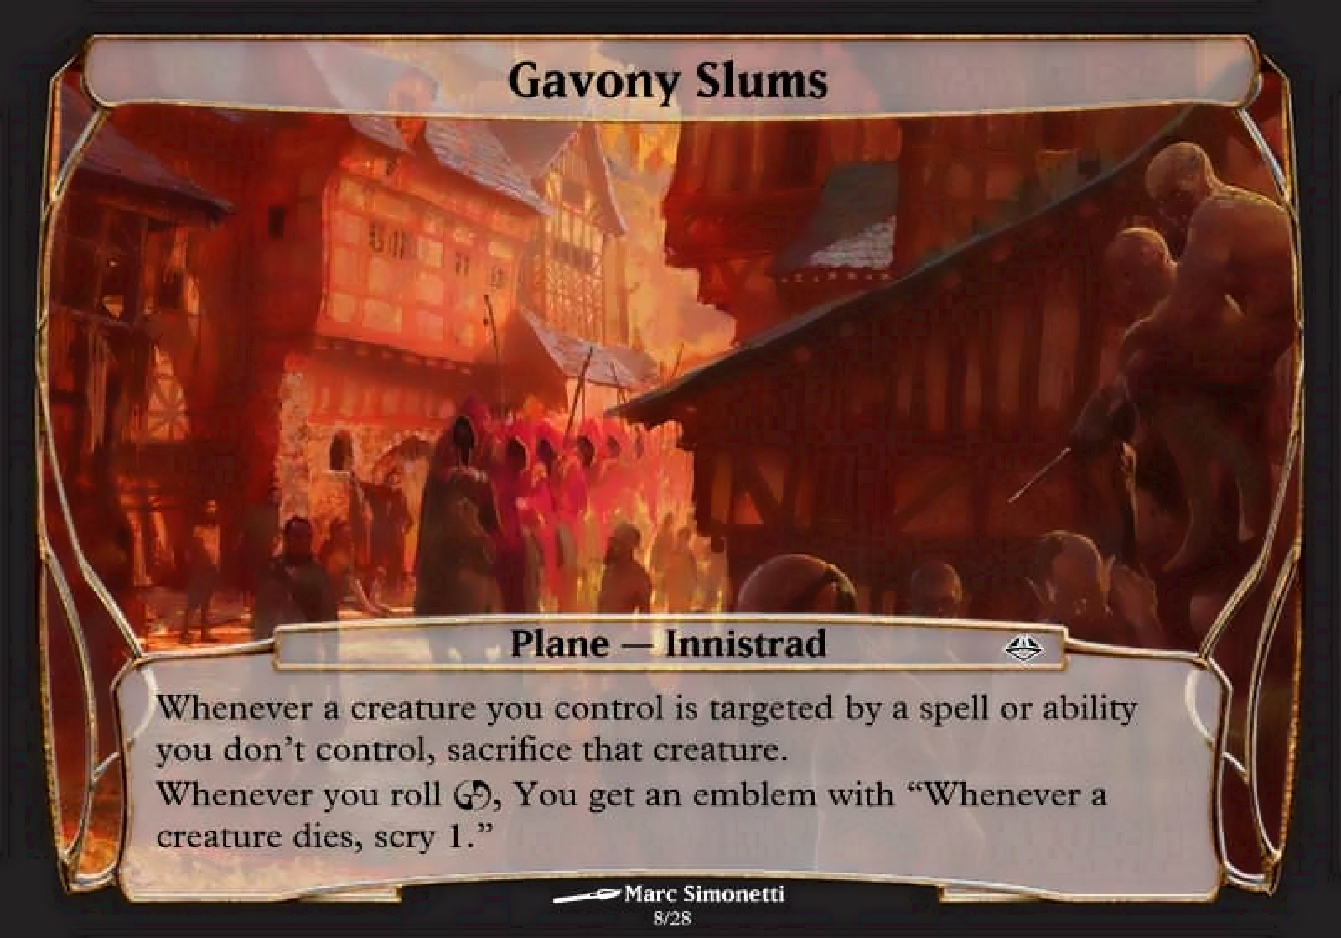 Gavony Slums
Plane — Innistrad
Whenever a creature you control is targeted by a spell or ability
you don’t control, sacrifice that creature.
Whenever you roll , You get an emblem with “Whenever a
creature dies, scry 1.”
Marc Simonetti
8/28